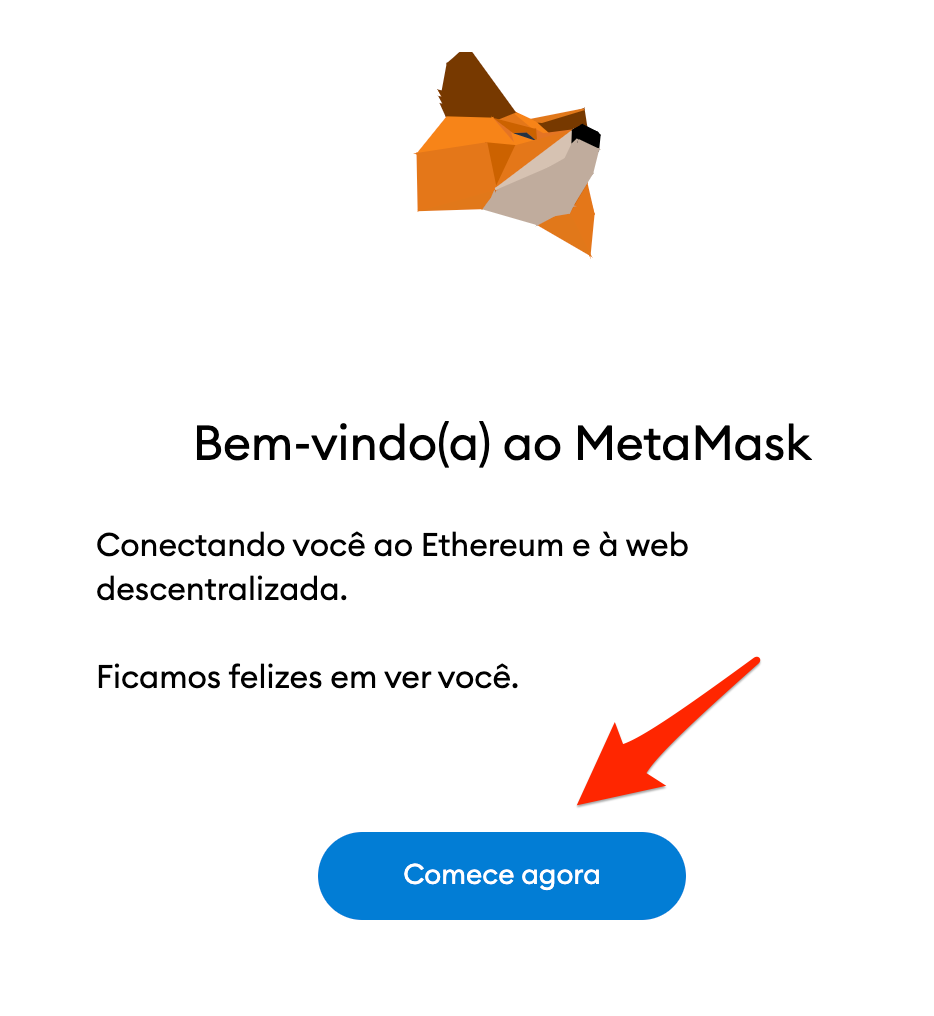 Bem-vindo(a) ao MetaMask
Conectando você ao Ethereum e à web
descentralizada.
Ficamos felizes em ver você.
Comece agora